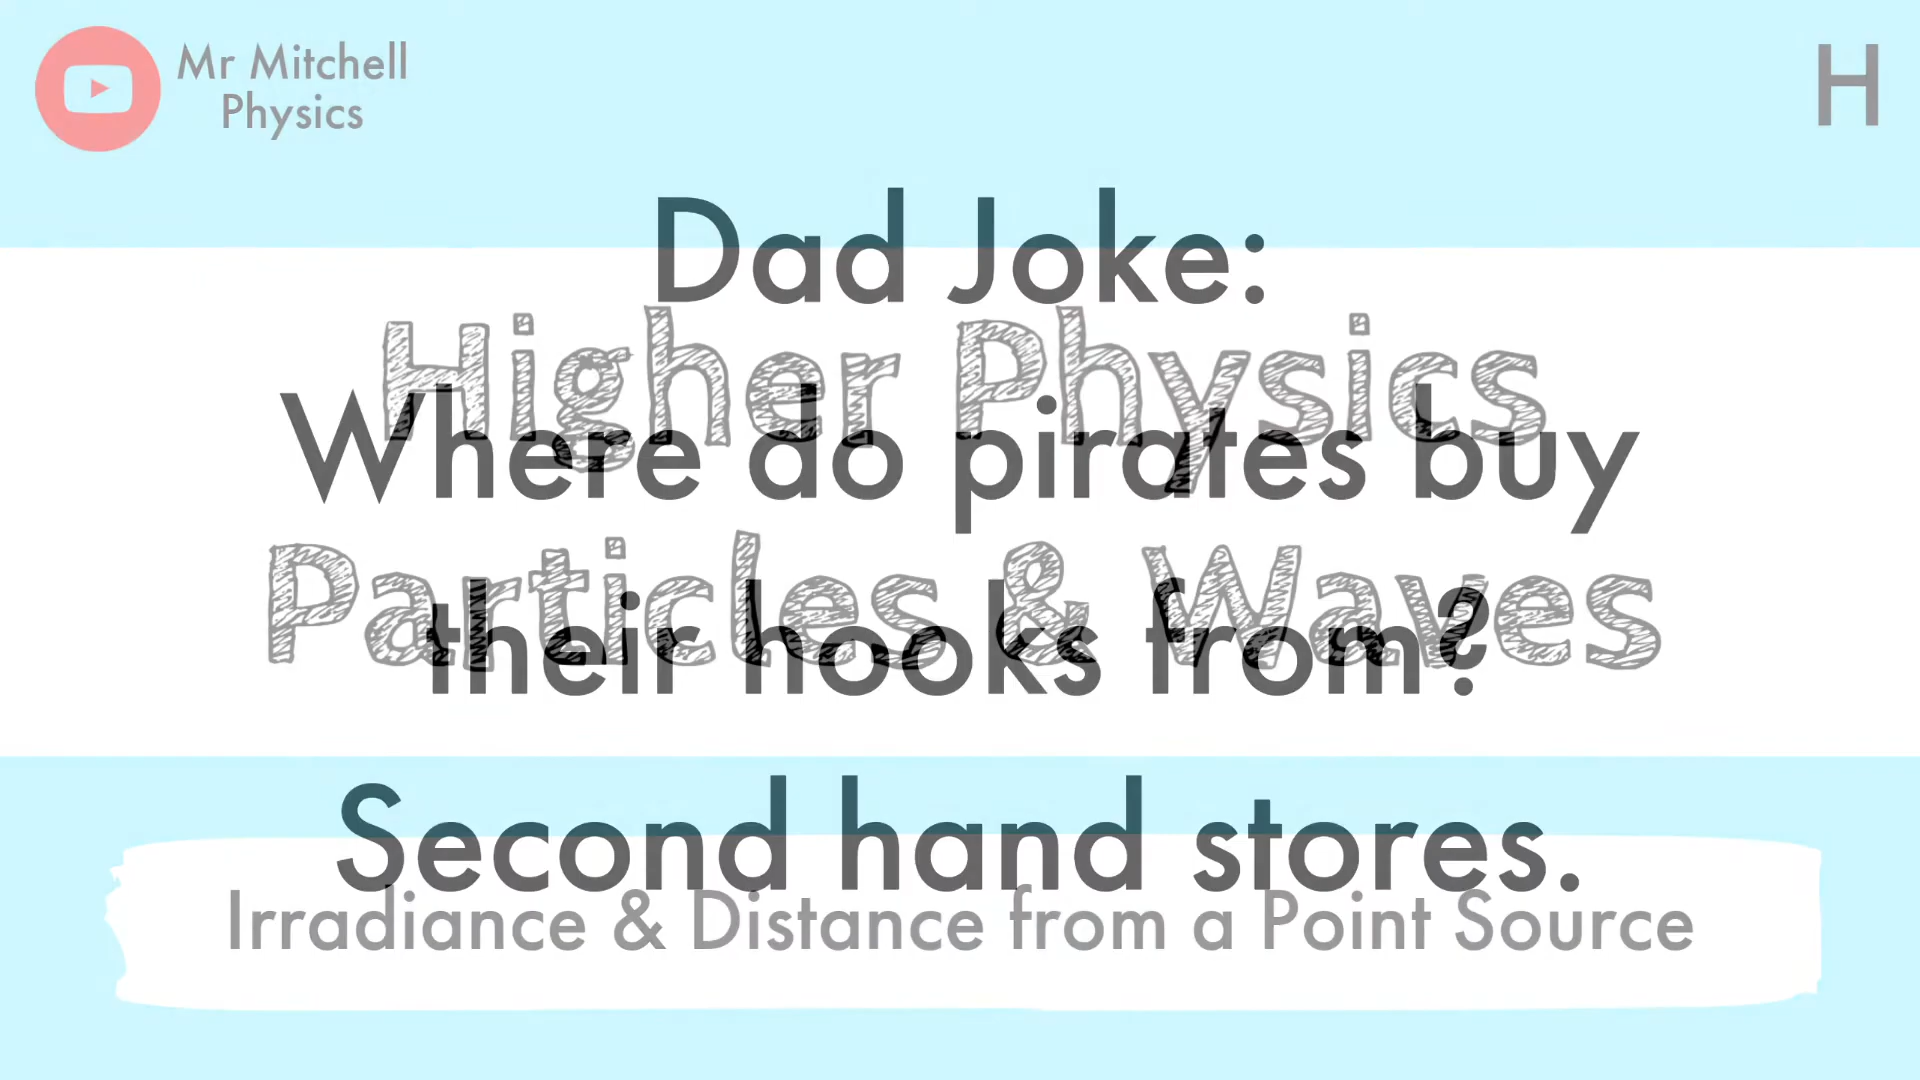 Mr Mitchell
Physics
H
Dad Joke:
Higher Physics
Where do pirates buy
Particles & Waves
their hooks from?
Second hand stores.
Irradiance & Distance from a Point Source